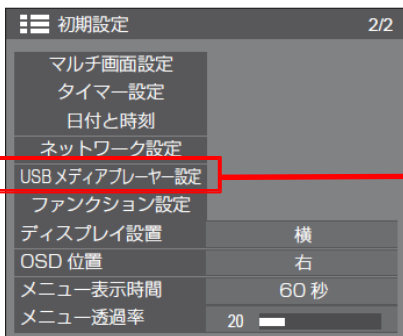 初期設定 2/2
マルチ画面設定
タイマー設定
日付と時刻
ネットワーク設定
USBメディアプレーヤー設定
ファンクション設定
ディスプレイ設置 横
OSD 位置 右
メニュー表示時間 60 秒
メニュー透過率 20